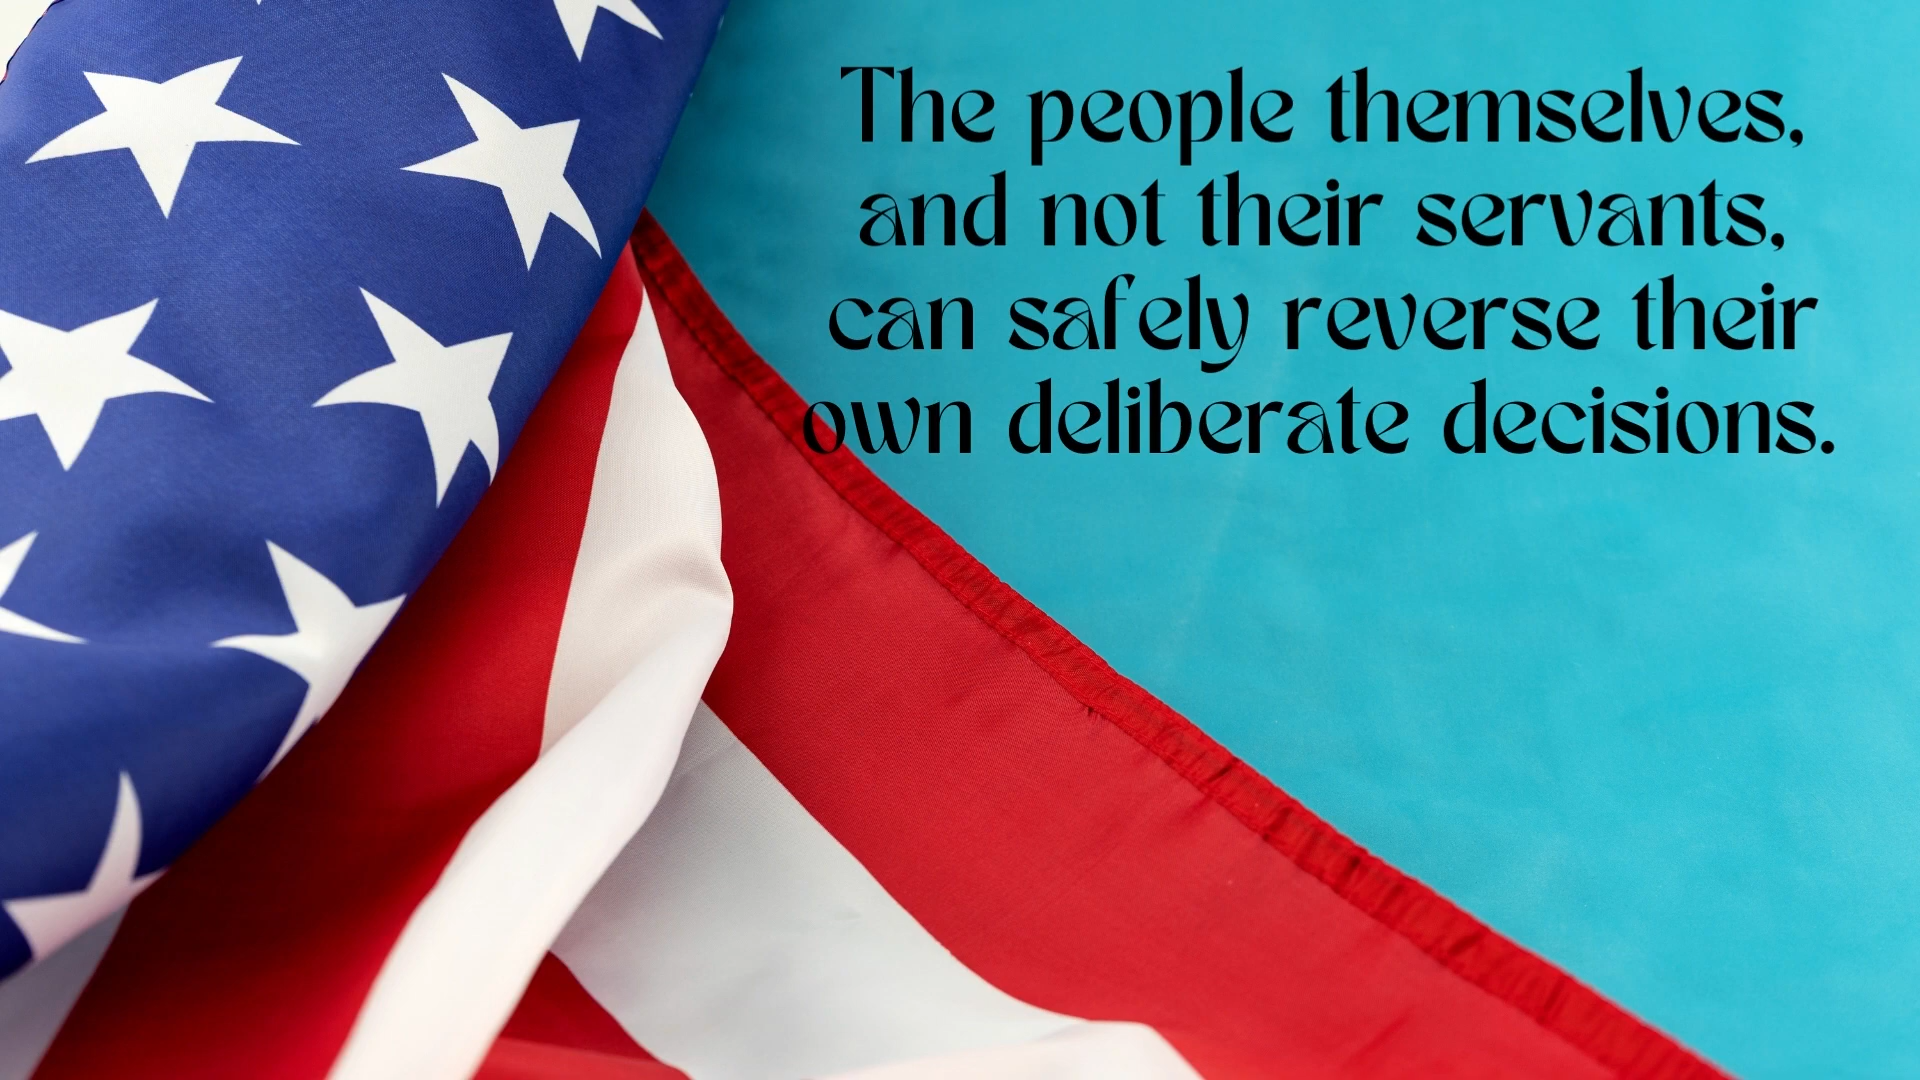 The people themselves,
and not their servants,
can safely reverse their
own deliberate decisions.